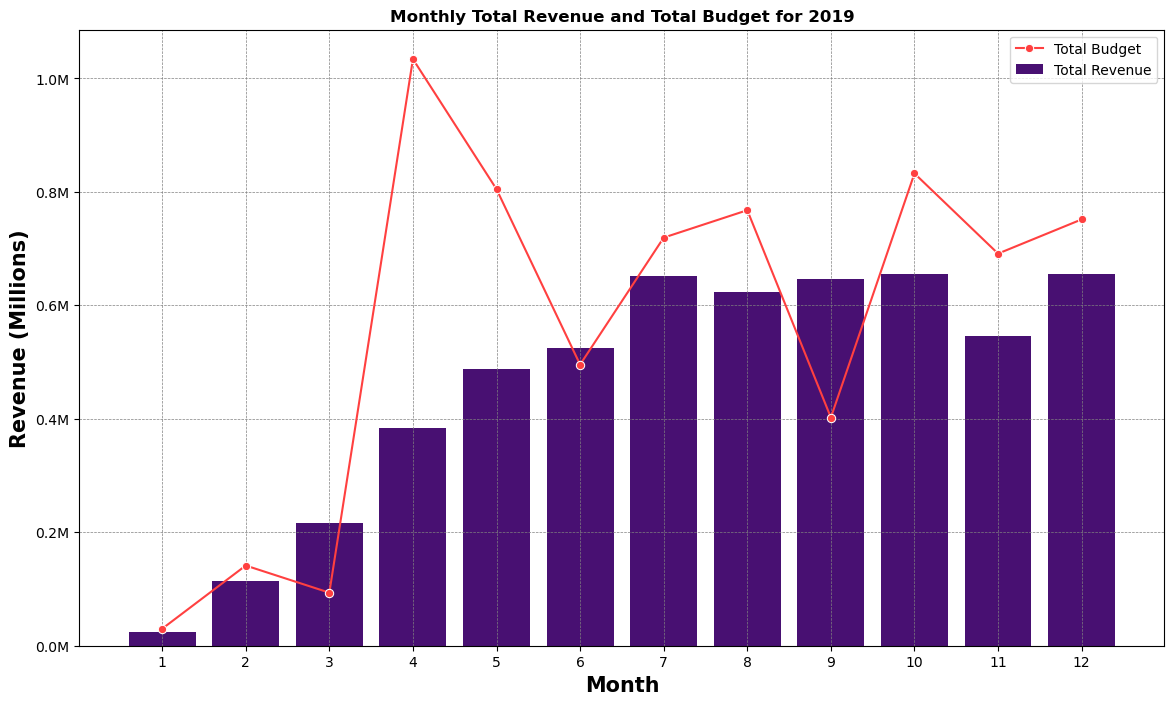 Monthly Total Revenue and Total Budget for 2019
Total Budget
Total Revenue
Revenue (Millions)
1.0M
0.8M
0.6M
0.4M
0.2M
0.0M
1 2 3 4 5 6 7 8 9 10 11 12
Month